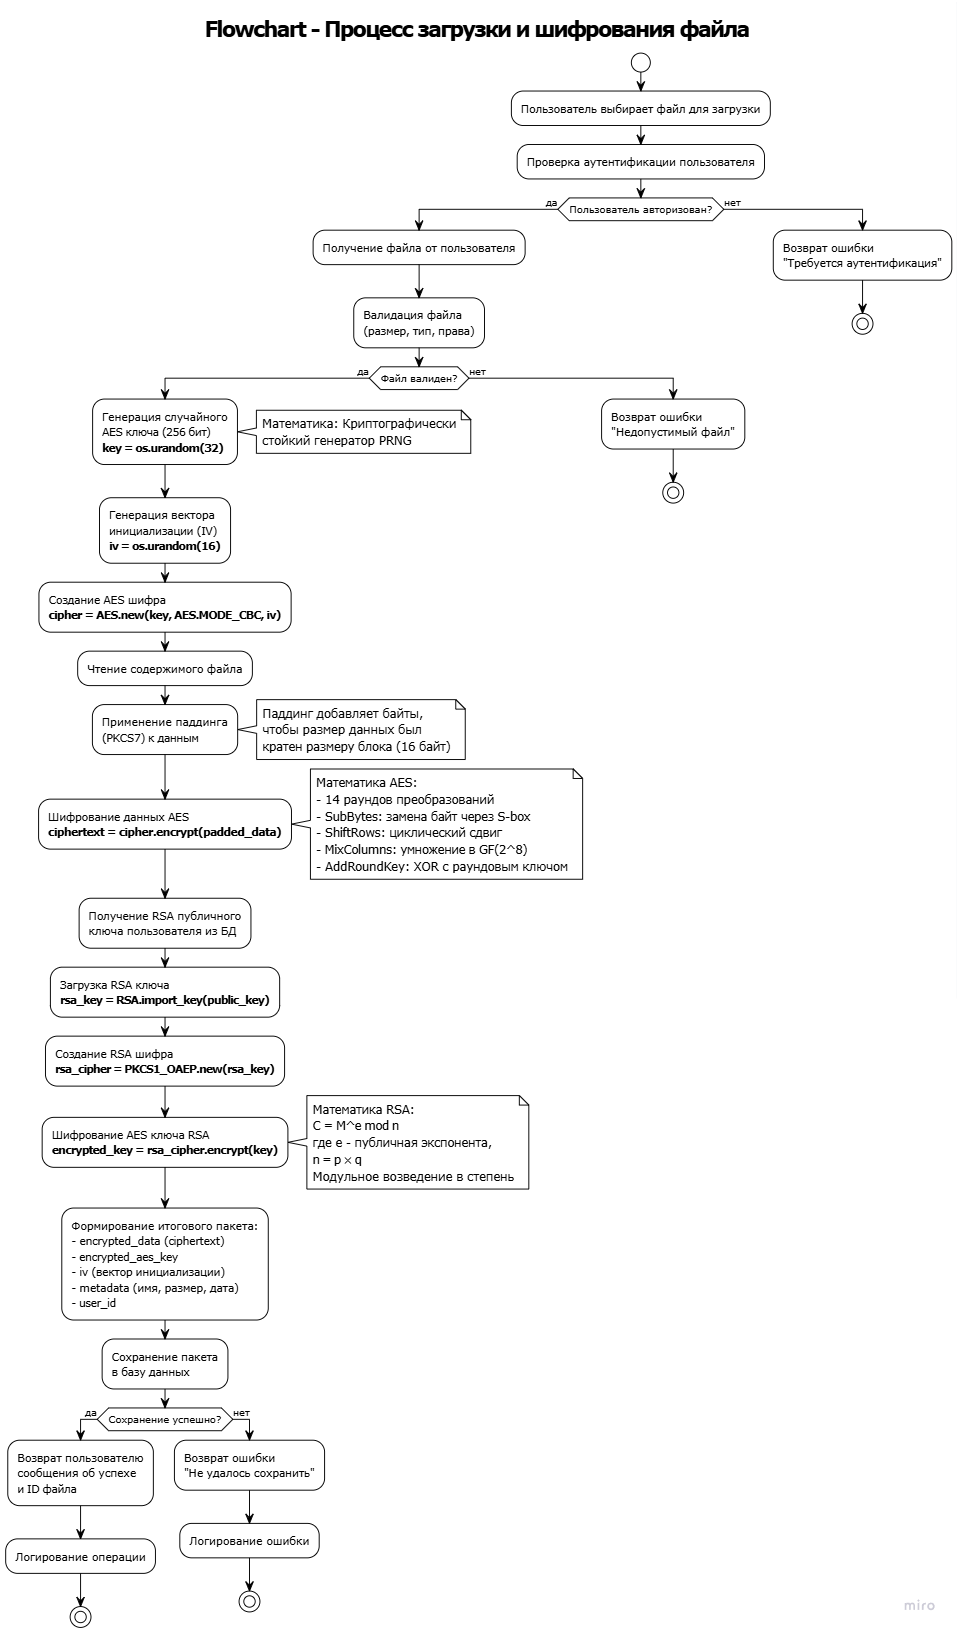 Flowchart - Процесс загрузки и шифрования файла
Пользователь выбирает файл для загрузки
Проверка аутентификации пользователя
да
Пользователь авторизован?
нет
Получение файла от пользователя
Возврат ошибки
"Требуется аутентификация"
Валидация файла
(размер, тип, права)
да
Файл валиден?
нет
Генерация случайного
AES ключа (256 бит)
key = os.urandom(32)
Математика: Криптографически
стойкий генератор PRNG
Возврат ошибки
"Недопустимый файл"
Генерация вектора
инициализации (IV)
iv = os.urandom(16)
Создание AES шифра
cipher = AES.new(key, AES.MODE_CBC, iv)
Чтение содержимого файла
Применение паддинга
(PKCS7) к данным
Паддинг добавляет байты,
чтобы размер данных был
кратен размеру блока (16 байт)
Шифрование данных AES
ciphertext = cipher.encrypt(padded_data)
Математика AES:
- 14 раундов преобразований
- SubBytes: замена байт через S-box
- ShiftRows: циклический сдвиг
- MixColumns: умножение в GF(2^8)
- AddRoundKey: XOR с раундовым ключом
Получение RSA публичного
ключа пользователя из БД
Загрузка RSA ключа
rsa_key = RSA.import_key(public_key)
Создание RSA шифра
rsa_cipher = PKCS1_OAEP.new(rsa_key)
Шифрование AES ключа RSA
encrypted_key = rsa_cipher.encrypt(key)
Математика RSA:
C = M^e mod n
где e - публичная экспонента,
n = p × q
Модульное возведение в степень
Формирование итогового пакета:
- encrypted_data (ciphertext)
- encrypted_aes_key
- iv (вектор инициализации)
- metadata (имя, размер, дата)
- user_id
Сохранение пакета
в базу данных
да
Сохранение успешно?
нет
Возврат пользователю
сообщения об успехе
и ID файла
Возврат ошибки
"Не удалось сохранить"
Логирование операции
Логирование ошибки
miro